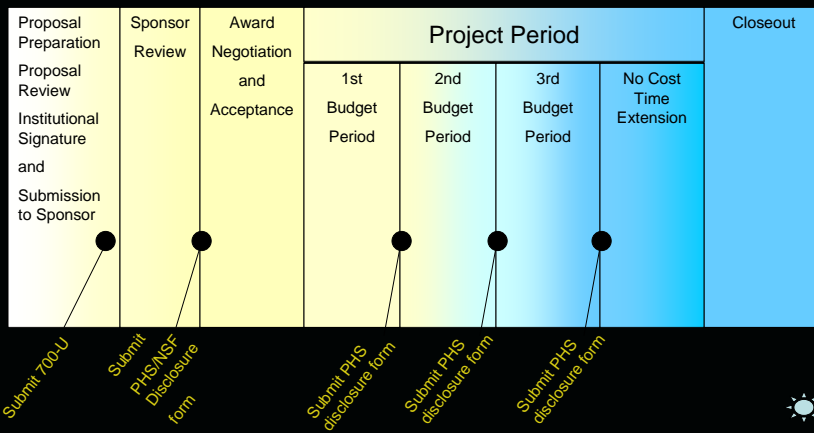 Proposal
Preparation
Proposal
Review
Institutional
Signature
and
Submission
to Sponsor
Sponsor
Review
Award
Negotiation
and
Acceptance
Project Period
1st
Budget
Period
2nd
Budget
Period
3rd
Budget
Period
No Cost
Time
Extension
Closeout
Submit 700-U
Submit
PHS/NSF
Disclosure
form
Submit PHS
disclosure form
Submit PHS
disclosure form
Submit PHS
disclosure form